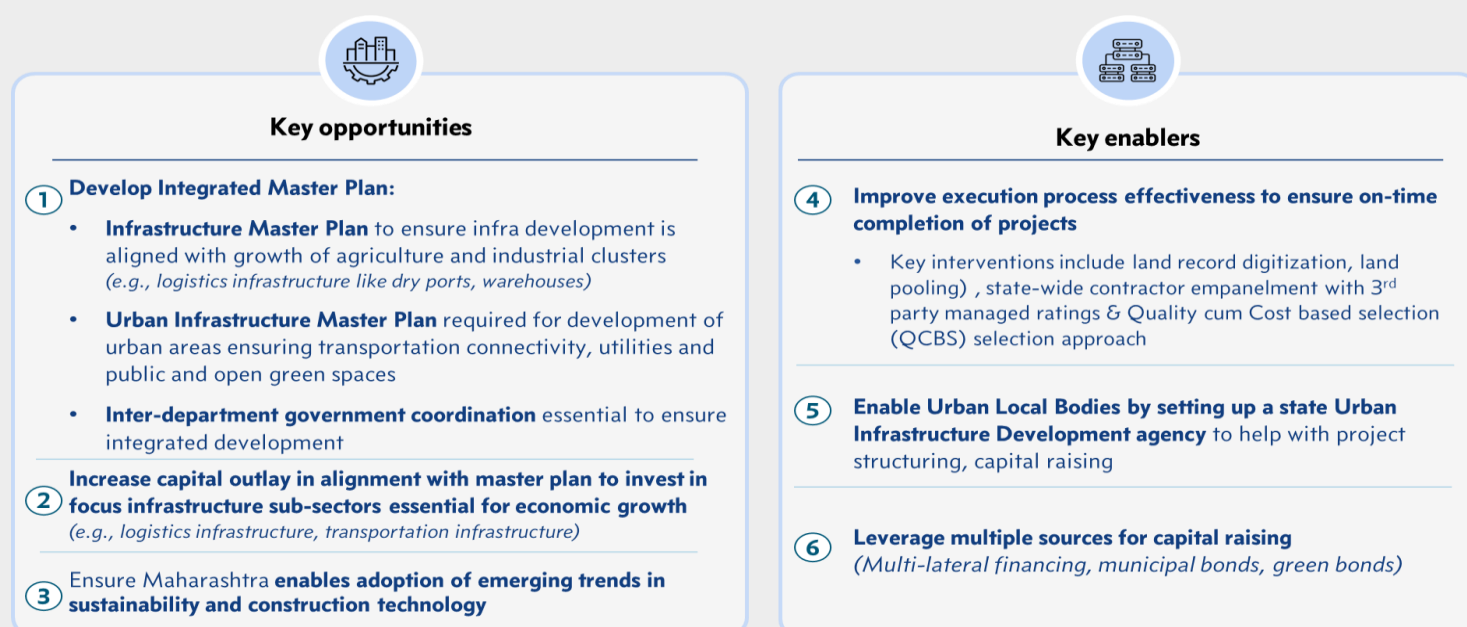 Key opportunities
1
Develop Integrated Master Plan:
• Infrastructure Master Plan to ensure infra development is
aligned with growth of agriculture and industrial clusters
(e.g., logistics infrastructure like dry ports, warehouses)
• Urban Infrastructure Master Plan required for development of
urban areas ensuring transportation connectivity, utilities and
public and open green spaces
• Inter-department government coordination essential to ensure
integrated development
2
Increase capital outlay in alignment with master plan to invest in
focus infrastructure sub-sectors essential for economic growth
(e.g., logistics infrastructure, transportation infrastructure)
3
Ensure Maharashtra enables adoption of emerging trends in
sustainability and construction technology
Key enablers
4
Improve execution process effectiveness to ensure on-time
completion of projects
• Key interventions include land record digitization, land
pooling) , state-wide contractor empanelment with 3rd
party managed ratings & Quality cum Cost based selection
(QCBS) selection approach
5
Enable Urban Local Bodies by setting up a state Urban
Infrastructure Development agency to help with project
structuring, capital raising
6
Leverage multiple sources for capital raising
(Multi-lateral financing, municipal bonds, green bonds)